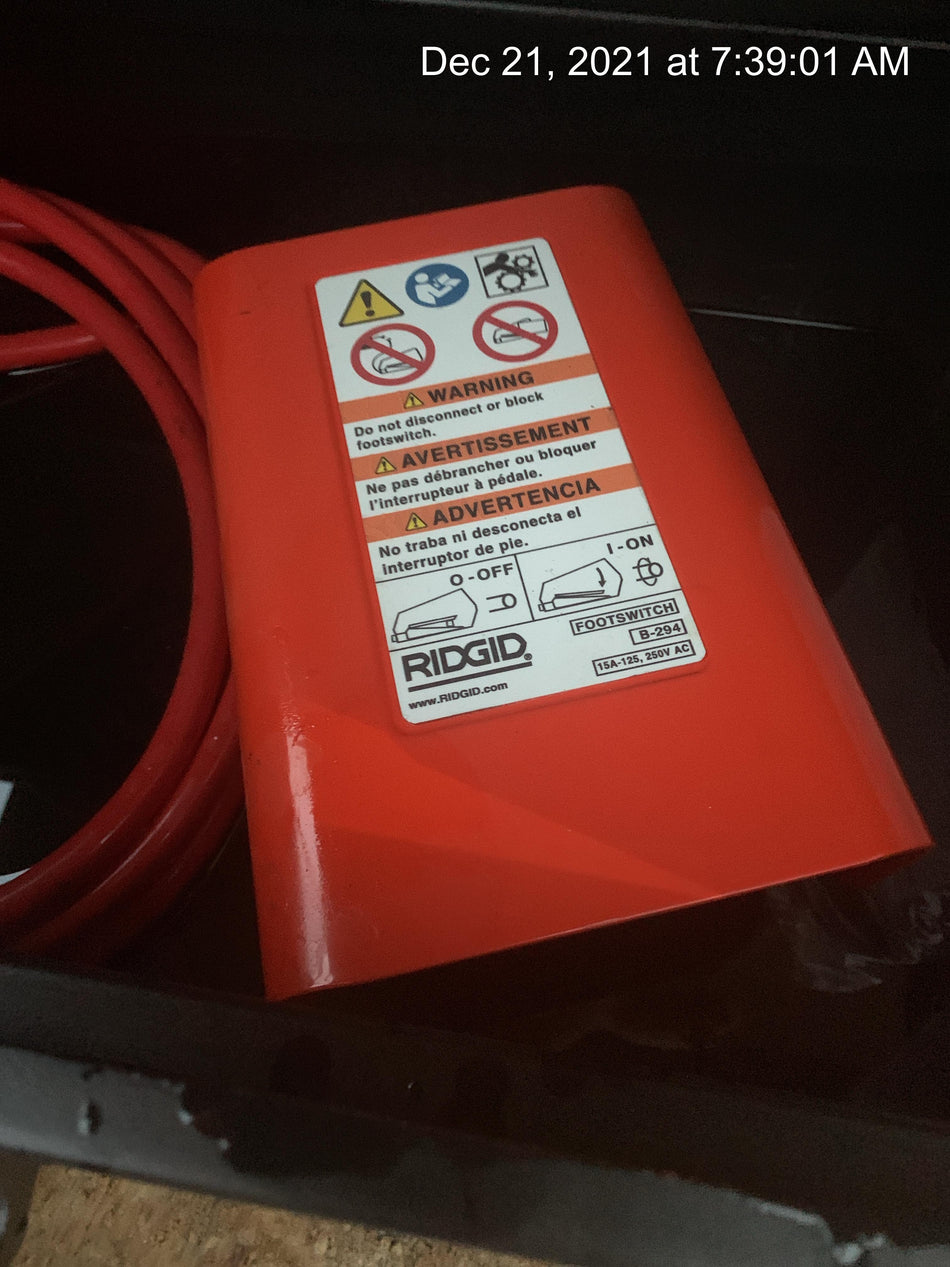 Dec 21, 2021 at 7:39:01 AM
WARNING
Do not disconnect or block
footswitch.
AVERTISSEMENT
Ne pas débrancher ou bloquer
l'interrupteur à pédale.
ADVERTENCIA
No traba ni desconecta el
interruptor de pie.
O-OFF
I-ON
RIDGID®
www.RIDGID.com
FOOTSWITCH
B-294
15A-125, 250V AC